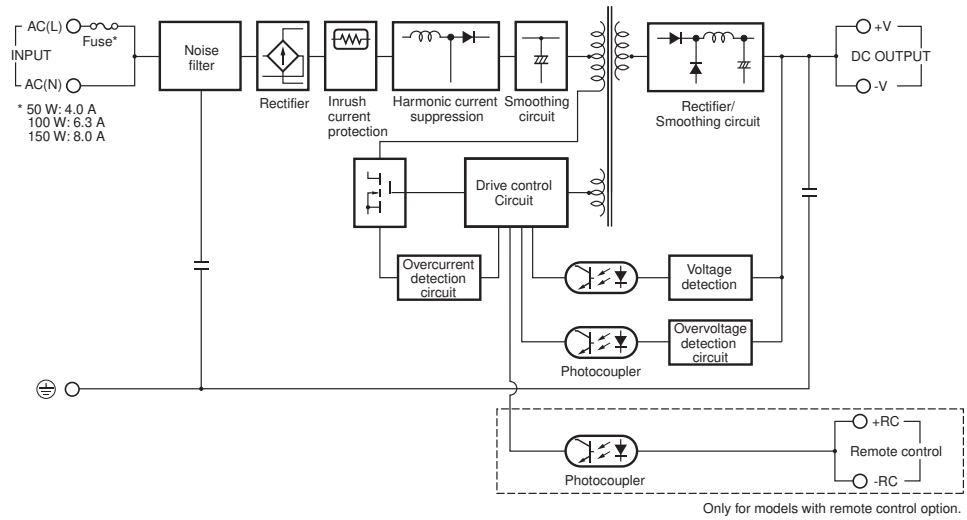 AC(L)
Fuse*
INPUT
AC(N)
* 50 W: 4.0 A
100 W: 6.3 A
150 W: 8.0 A
Noise
filter
Rectifier
Inrush
current
protection
Harmonic current
suppression
Smoothing
circuit
Rectifier/
Smoothing circuit
+V
DC OUTPUT
-V
Drive control
Circuit
Overcurrent
detection
circuit
Voltage
detection
Overvoltage
detection
circuit
Photocoupler
+RC
Remote control
-RC
Photocoupler
Only for models with remote control option.